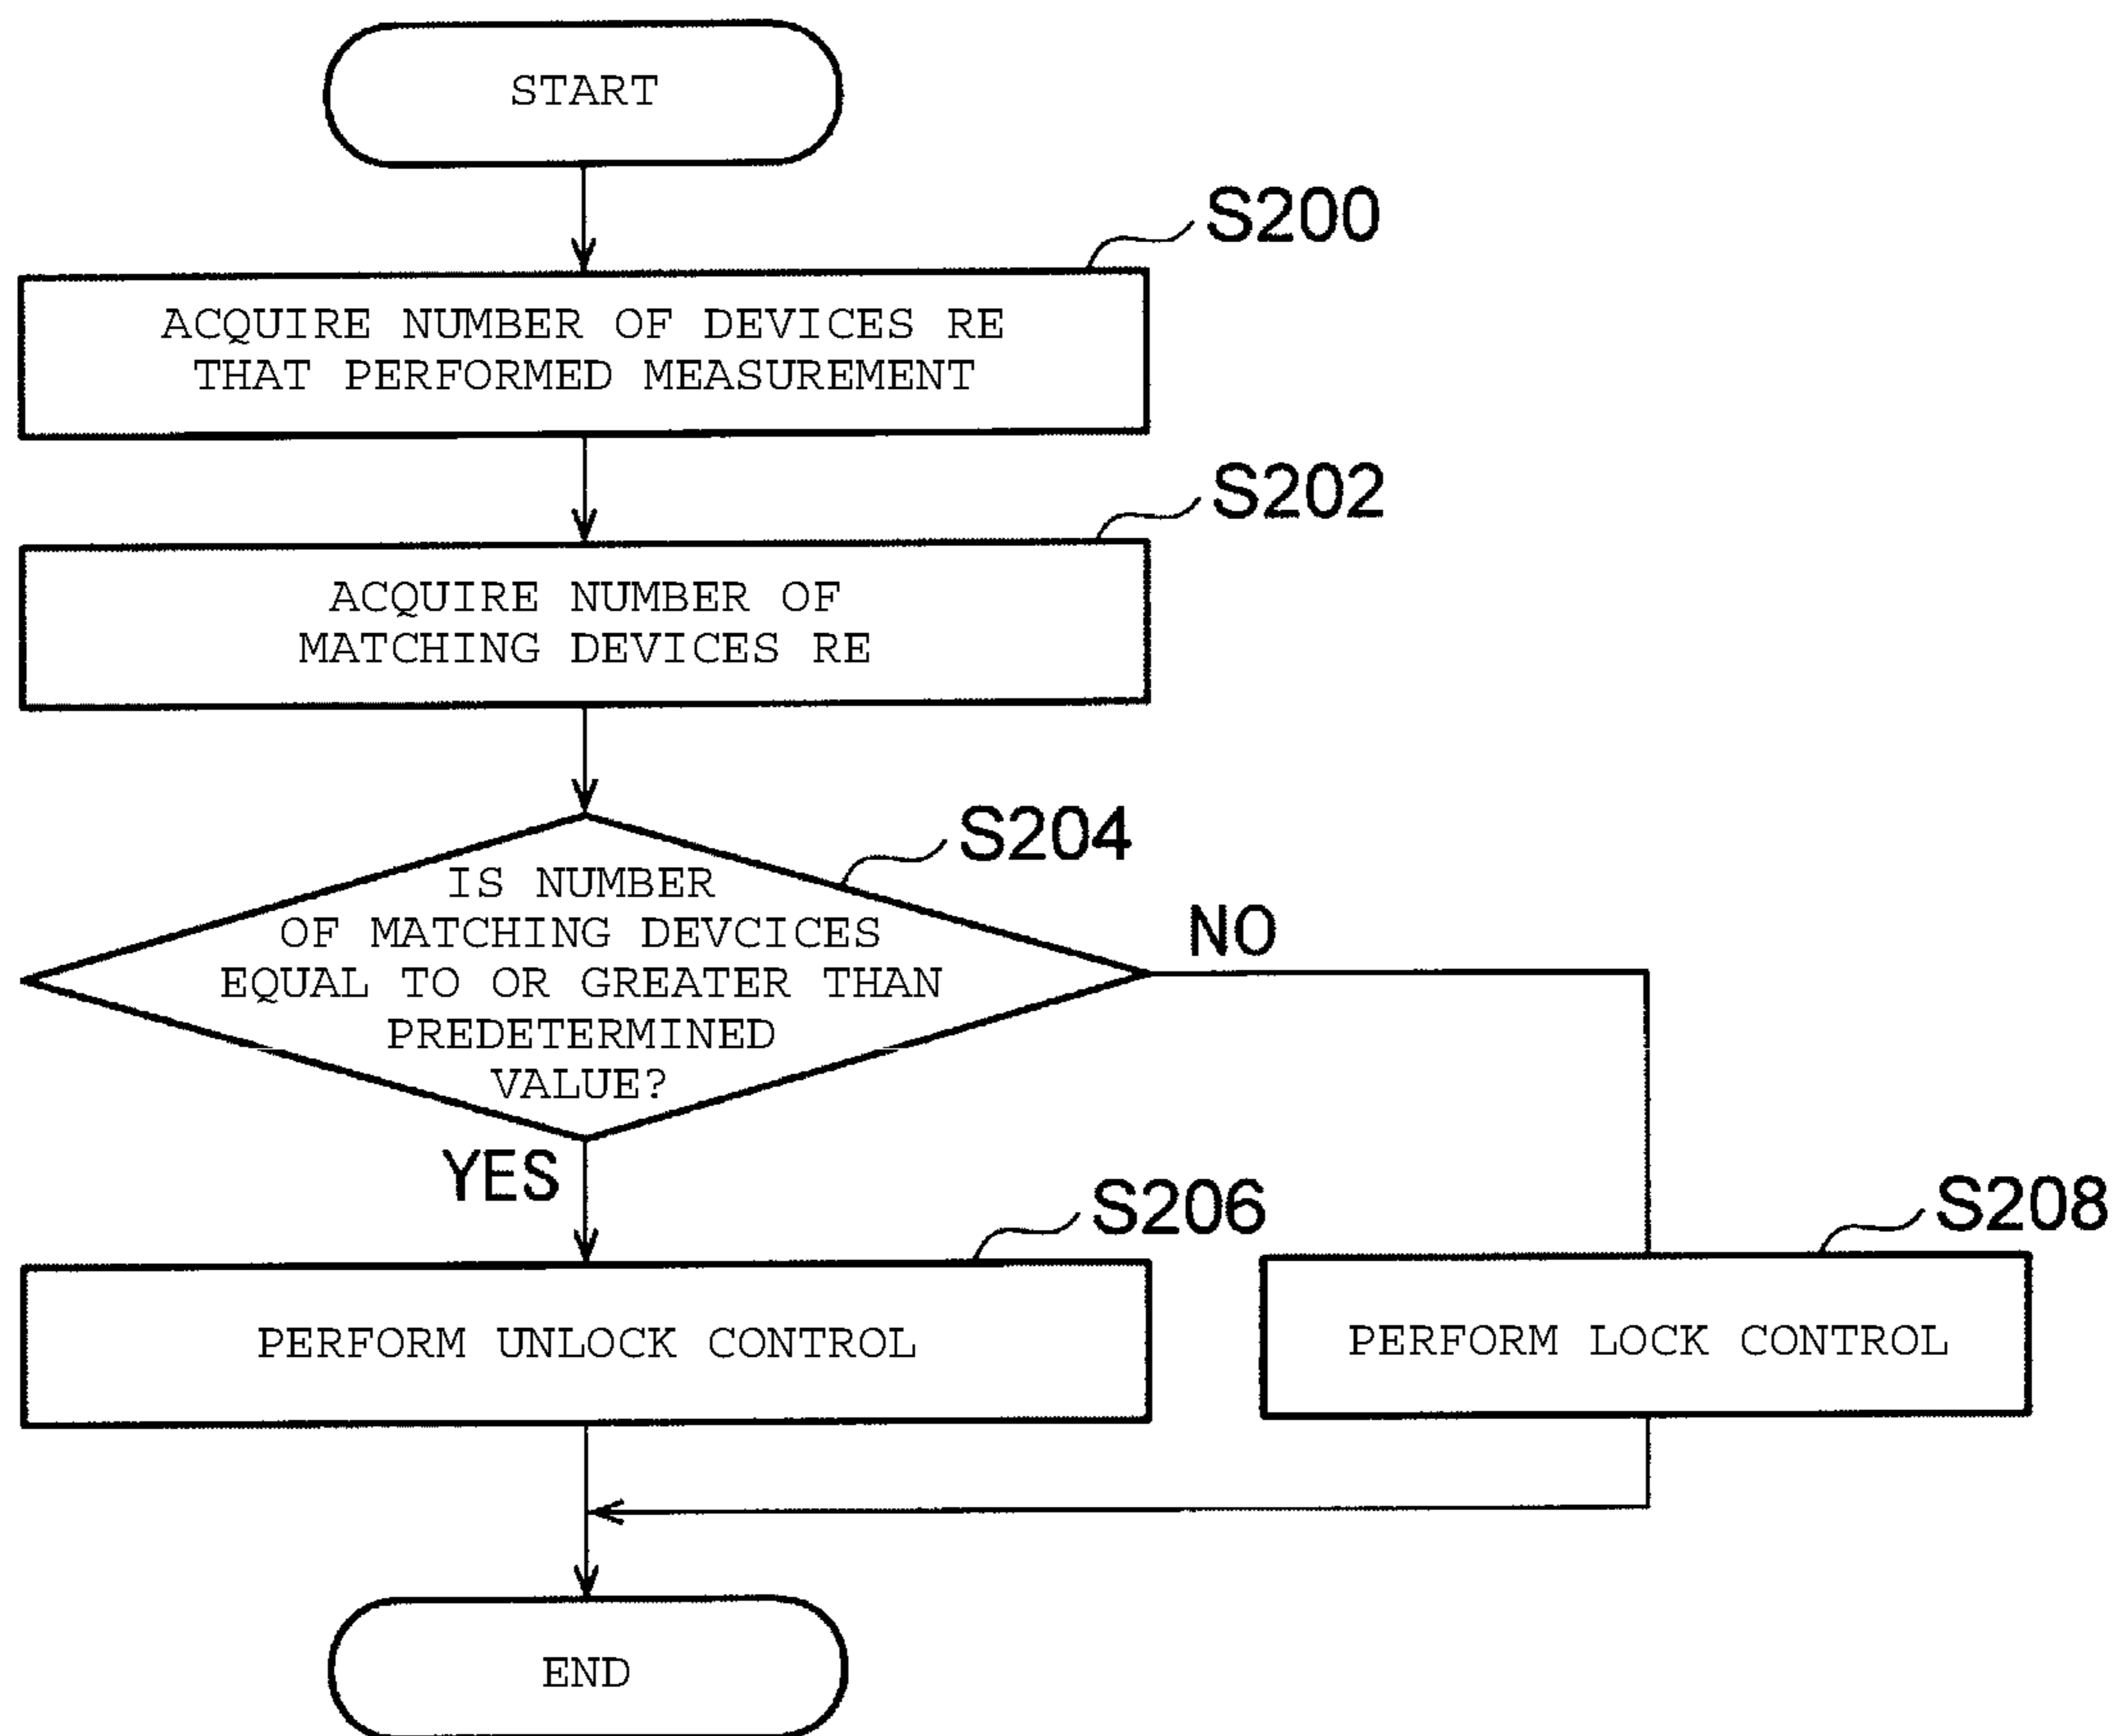 START
S200
ACQUIRE NUMBER OF DEVICES RE
THAT PERFORMED MEASUREMENT
S202
ACQUIRE NUMBER OF
MATCHING DEVICES RE
S204
IS NUMBER
OF MATCHING DEVCICES
EQUAL TO OR GREATER THAN
PREDETERMINED
VALUE?
NO
YES
S206
PERFORM UNLOCK CONTROL
S208
PERFORM LOCK CONTROL
END